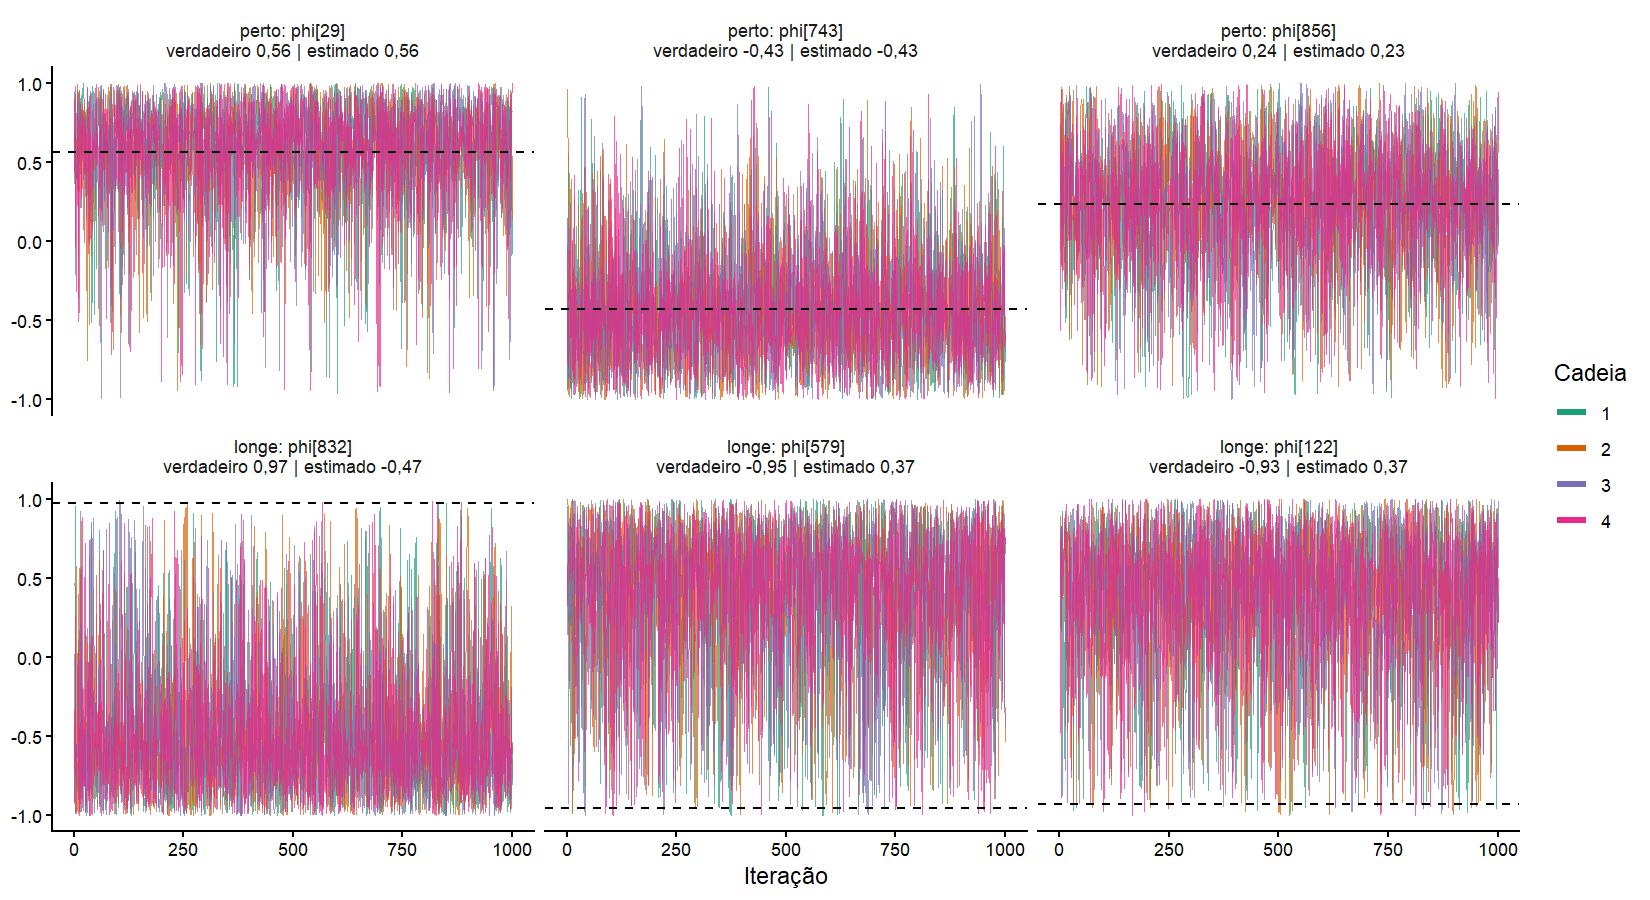 perto: phi[29]
verdadeiro 0,56 | estimado 0,56
perto: phi[743]
verdadeiro -0,43 | estimado -0,43
perto: phi[856]
verdadeiro 0,24 | estimado 0,23
1.0
0.5
0.0
-0.5
-1.0
longe: phi[832]
verdadeiro 0,97 | estimado -0,47
longe: phi[579]
verdadeiro -0,95 | estimado 0,37
longe: phi[122]
verdadeiro -0,93 | estimado 0,37
1.0
0.5
0.0
-0.5
-1.0
0 250 500 750 1000
0 250 500 750 1000
0 250 500 750 1000
Iteração
Cadeia
1
2
3
4